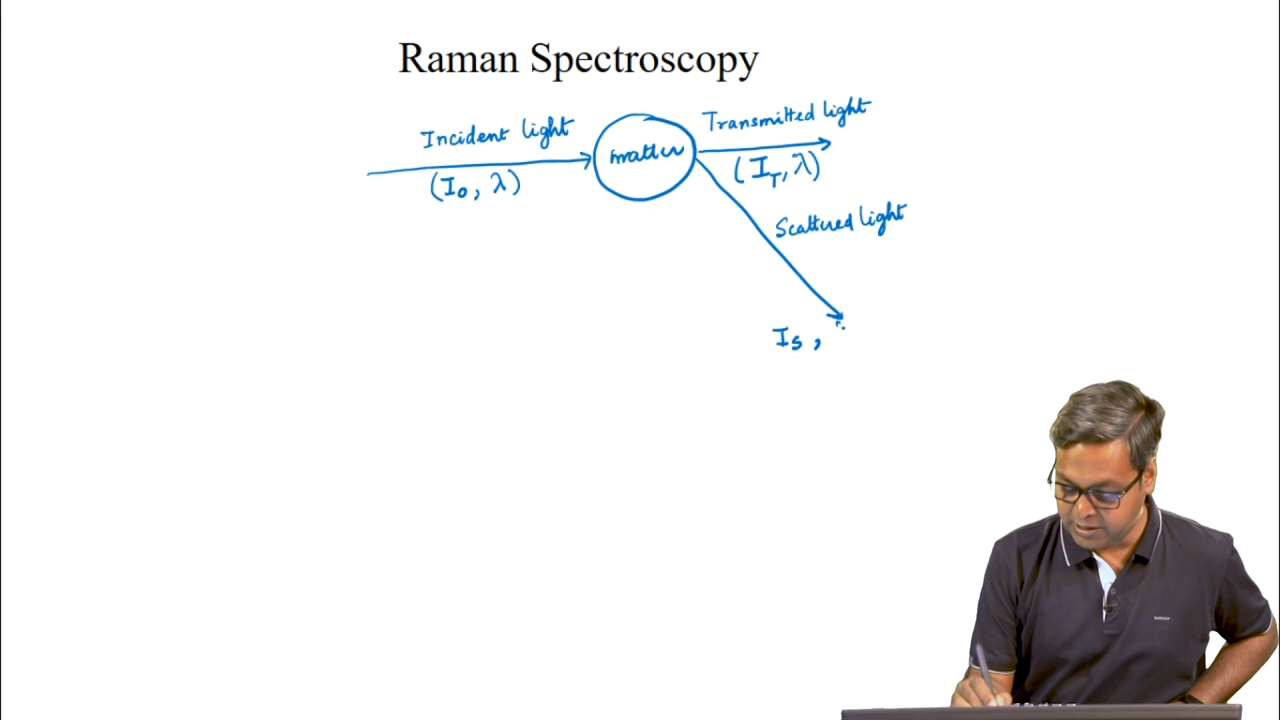 Raman Spectroscopy
Incident light
(I₀, λ)
matter
Transmitted light
(I_T, λ)
Scattered light
I_S ,